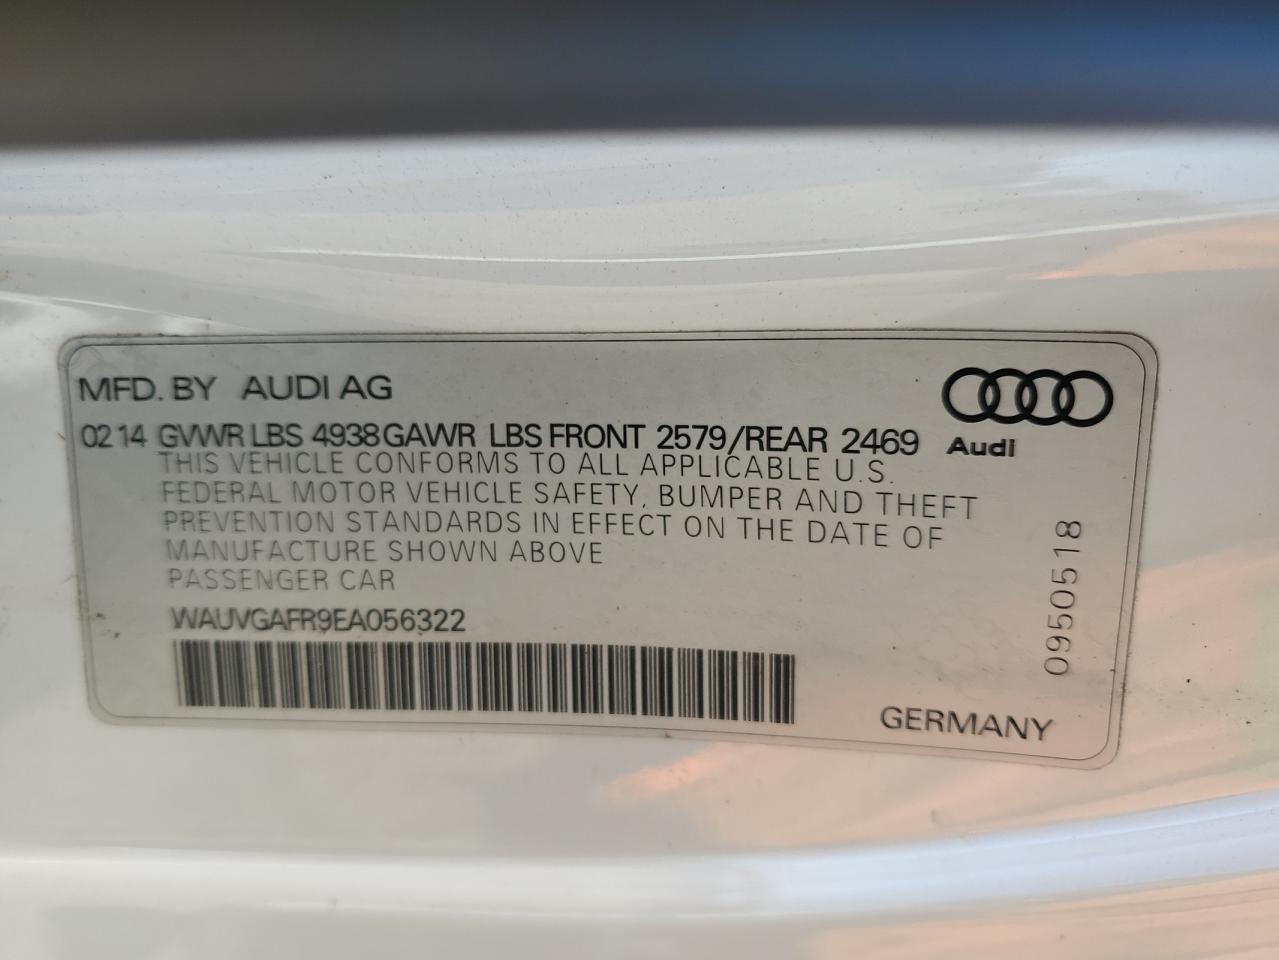 MFD. BY AUDI AG
02 14 GVWR LBS 4938 GAWR LBS FRONT 2579/REAR 2469
Audi
THIS VEHICLE CONFORMS TO ALL APPLICABLE U.S.
FEDERAL MOTOR VEHICLE SAFETY, BUMPER AND THEFT
PREVENTION STANDARDS IN EFFECT ON THE DATE OF
MANUFACTURE SHOWN ABOVE
PASSENGER CAR
WAUVGAFR9EA056322
0950518
GERMANY